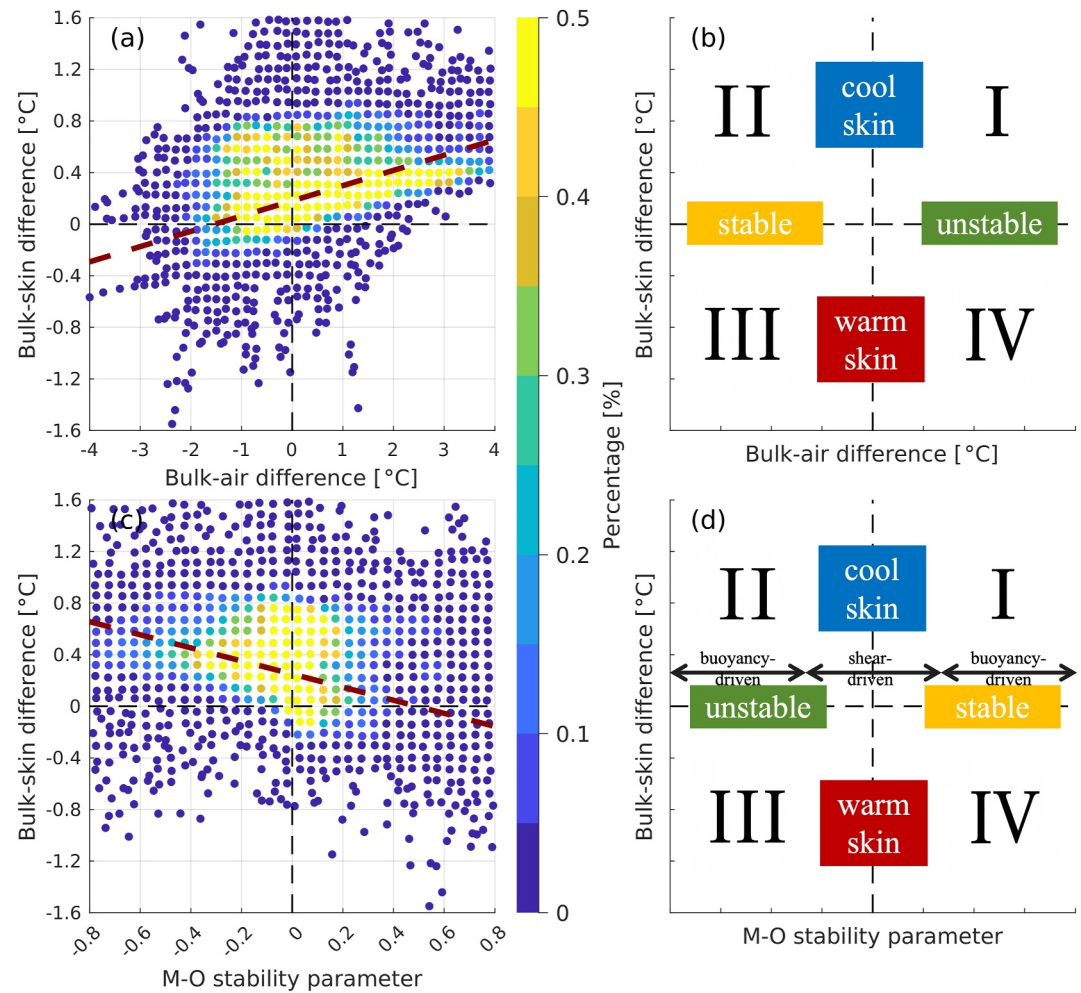 (a)
Bulk-skin difference [°C]
1.6
1.2
0.8
0.4
0
-0.4
-0.8
-1.2
-1.6
-4 -3 -2 -1 0 1 2 3 4
Bulk-air difference [°C]
0.5
0.4
0.3
0.2
0.1
0
Percentage [%]
(b)
Bulk-skin difference [°C]
II
cool
skin
I
stable
unstable
III
warm
skin
IV
Bulk-air difference [°C]
(c)
Bulk-skin difference [°C]
1.6
1.2
0.8
0.4
0
-0.4
-0.8
-1.2
-1.6
-0.8 -0.6 -0.4 -0.2 0 0.2 0.4 0.6 0.8
M-O stability parameter
(d)
Bulk-skin difference [°C]
II
cool
skin
I
buoyancy-
driven
shear-
driven
buoyancy-
driven
unstable
stable
III
warm
skin
IV
M-O stability parameter